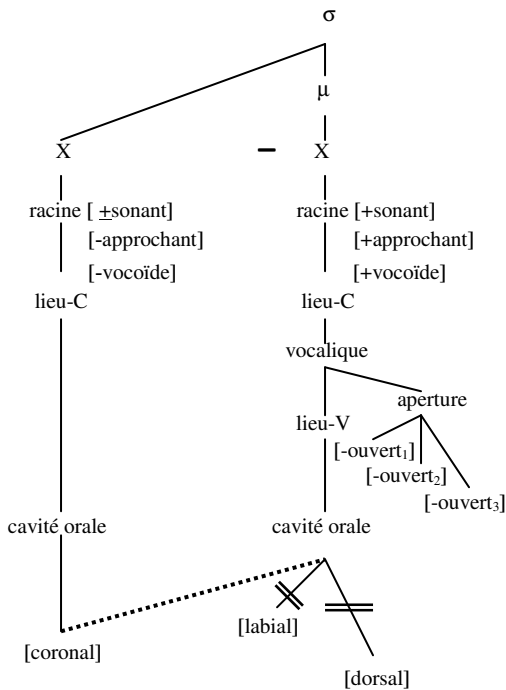 σ
μ
X – X
racine [ ±sonant] racine [+sonant]
[-approchant] [+approchant]
[-vocoïde] [+vocoïde]
lieu-C lieu-C
vocalique
aperture
lieu-V
[-ouvert₁]
[-ouvert₂]
[-ouvert₃]
cavité orale cavité orale
[labial]
[coronal]
[dorsal]